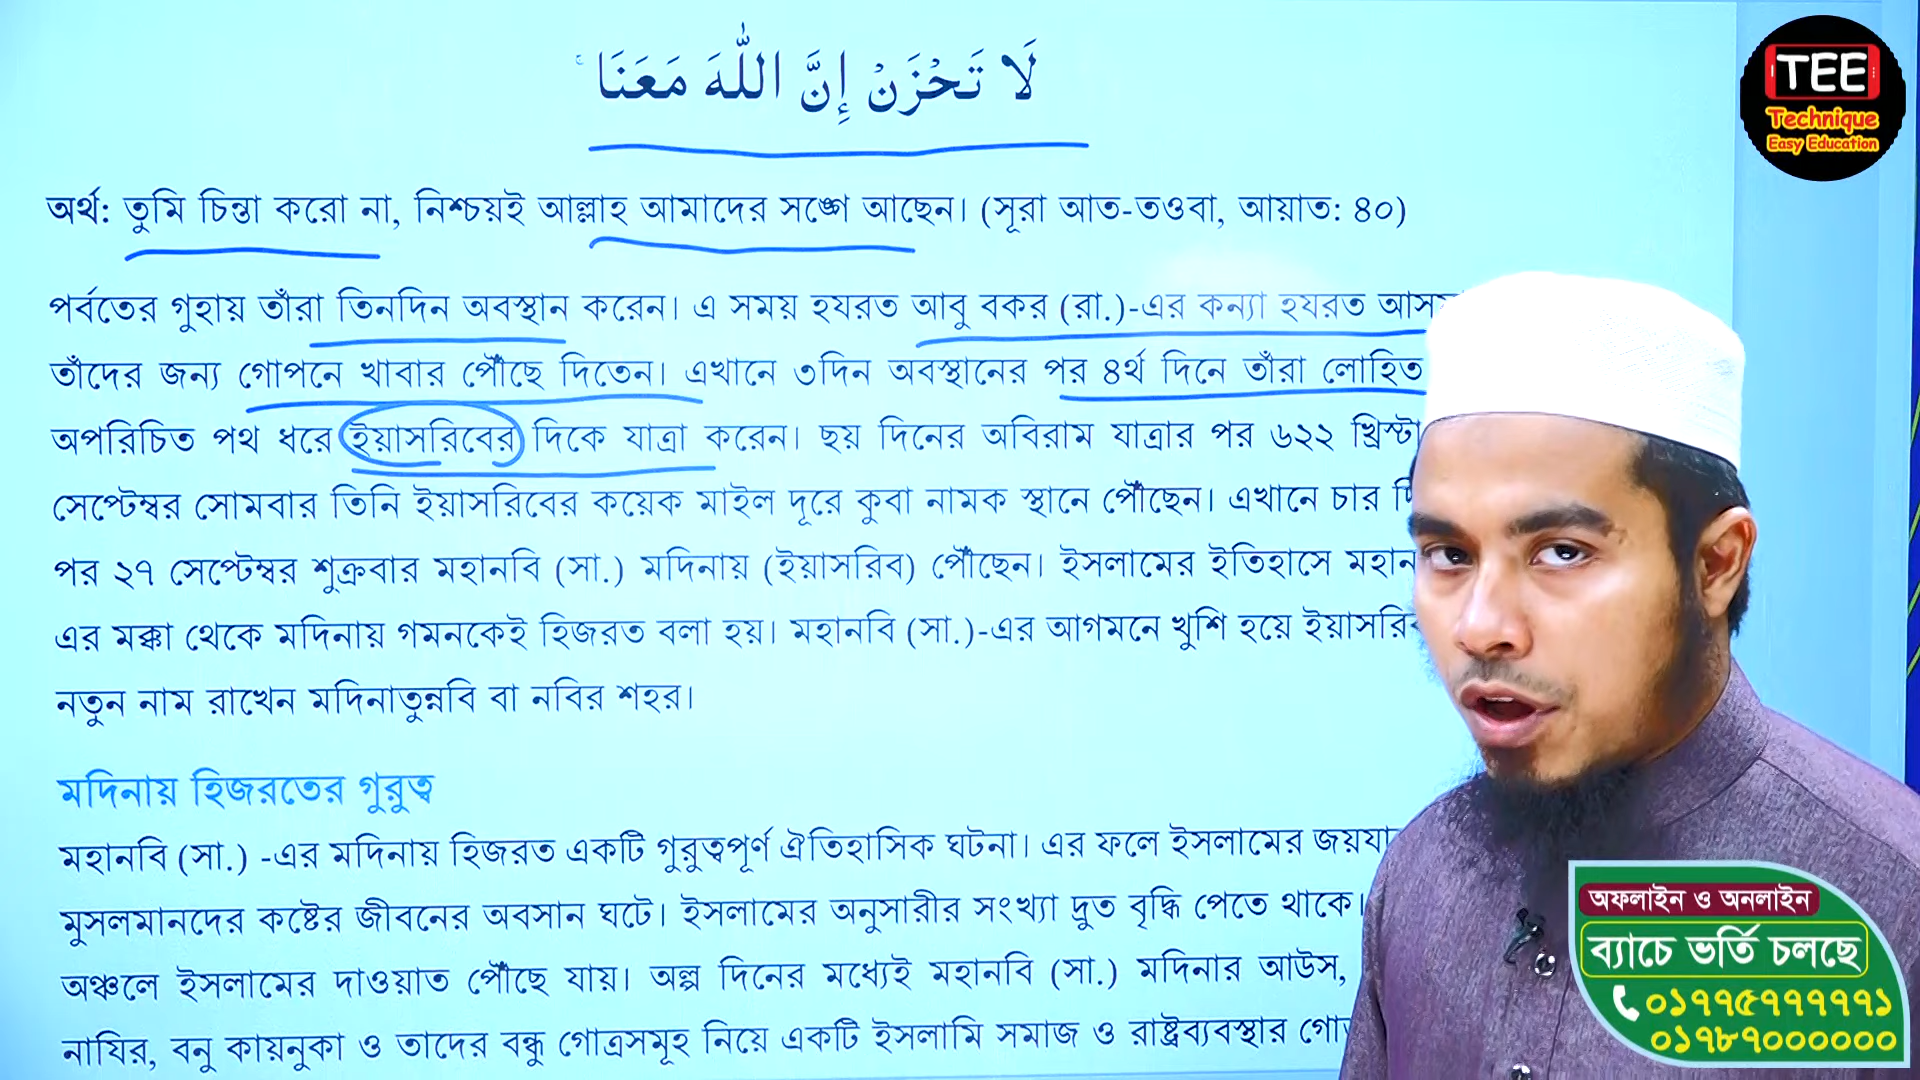 لَا تَحْزَنْ إِنَّ اللّٰهَ مَعَنَا ۚ
অর্থ: তুমি চিন্তা করো না, নিশ্চয়ই আল্লাহ আমাদের সঙ্গে আছেন। (সূরা আত-তওবা, আয়াত: ৪০)
পর্বতের গুহায় তাঁরা তিনদিন অবস্থান করেন। এ সময় হযরত আবু বকর (রা.)-এর কন্যা হযরত
তাঁদের জন্য গোপনে খাবার পৌঁছে দিতেন। এখানে ৩দিন অবস্থানের পর ৪র্থ দিনে তাঁরা লোহিত
অপরিচিত পথ ধরে ইয়াসরিবের দিকে যাত্রা করেন। ছয় দিনের অবিরাম যাত্রার পর ৬২২
সেপ্টেম্বর সোমবার তিনি ইয়াসরিবের কয়েক মাইল দূরে কুবা নামক স্থানে পৌঁছেন। এখানে চার
পর ২৭ সেপ্টেম্বর শুক্রবার মহানবি (সা.) মদিনায় (ইয়াসরিব) পৌঁছেন। ইসলামের ইতিহাসে
এর মক্কা থেকে মদিনায় গমনকেই হিজরত বলা হয়। মহানবি (সা.)-এর আগমনে খুশি হয়ে
নতুন নাম রাখেন মদিনাতুন্নবি বা নবির শহর।
মদিনায় হিজরতের গুরুত্ব
মহানবি (সা.) -এর মদিনায় হিজরত একটি গুরুত্বপূর্ণ ঐতিহাসিক ঘটনা। এর ফলে ইসলামের
মুসলমানদের কষ্টের জীবনের অবসান ঘটে। ইসলামের অনুসারীর সংখ্যা দ্রুত বৃদ্ধি পেতে থাকে।
অঞ্চলে ইসলামের দাওয়াত পৌঁছে যায়। অল্প দিনের মধ্যেই মহানবি (সা.) মদিনার আউস,
নাযির, বনু কায়নুকা ও তাদের বন্ধু গোত্রসমূহ নিয়ে একটি ইসলামি সমাজ ও রাষ্ট্রব্যবস্থার
TEE
Technique
Easy Education
অফলাইন ও অনলাইন
ব্যাচে ভর্তি চলছে
০১৭৭৫৭৭৭৭৭১
০১৭৮৭০০০০০০